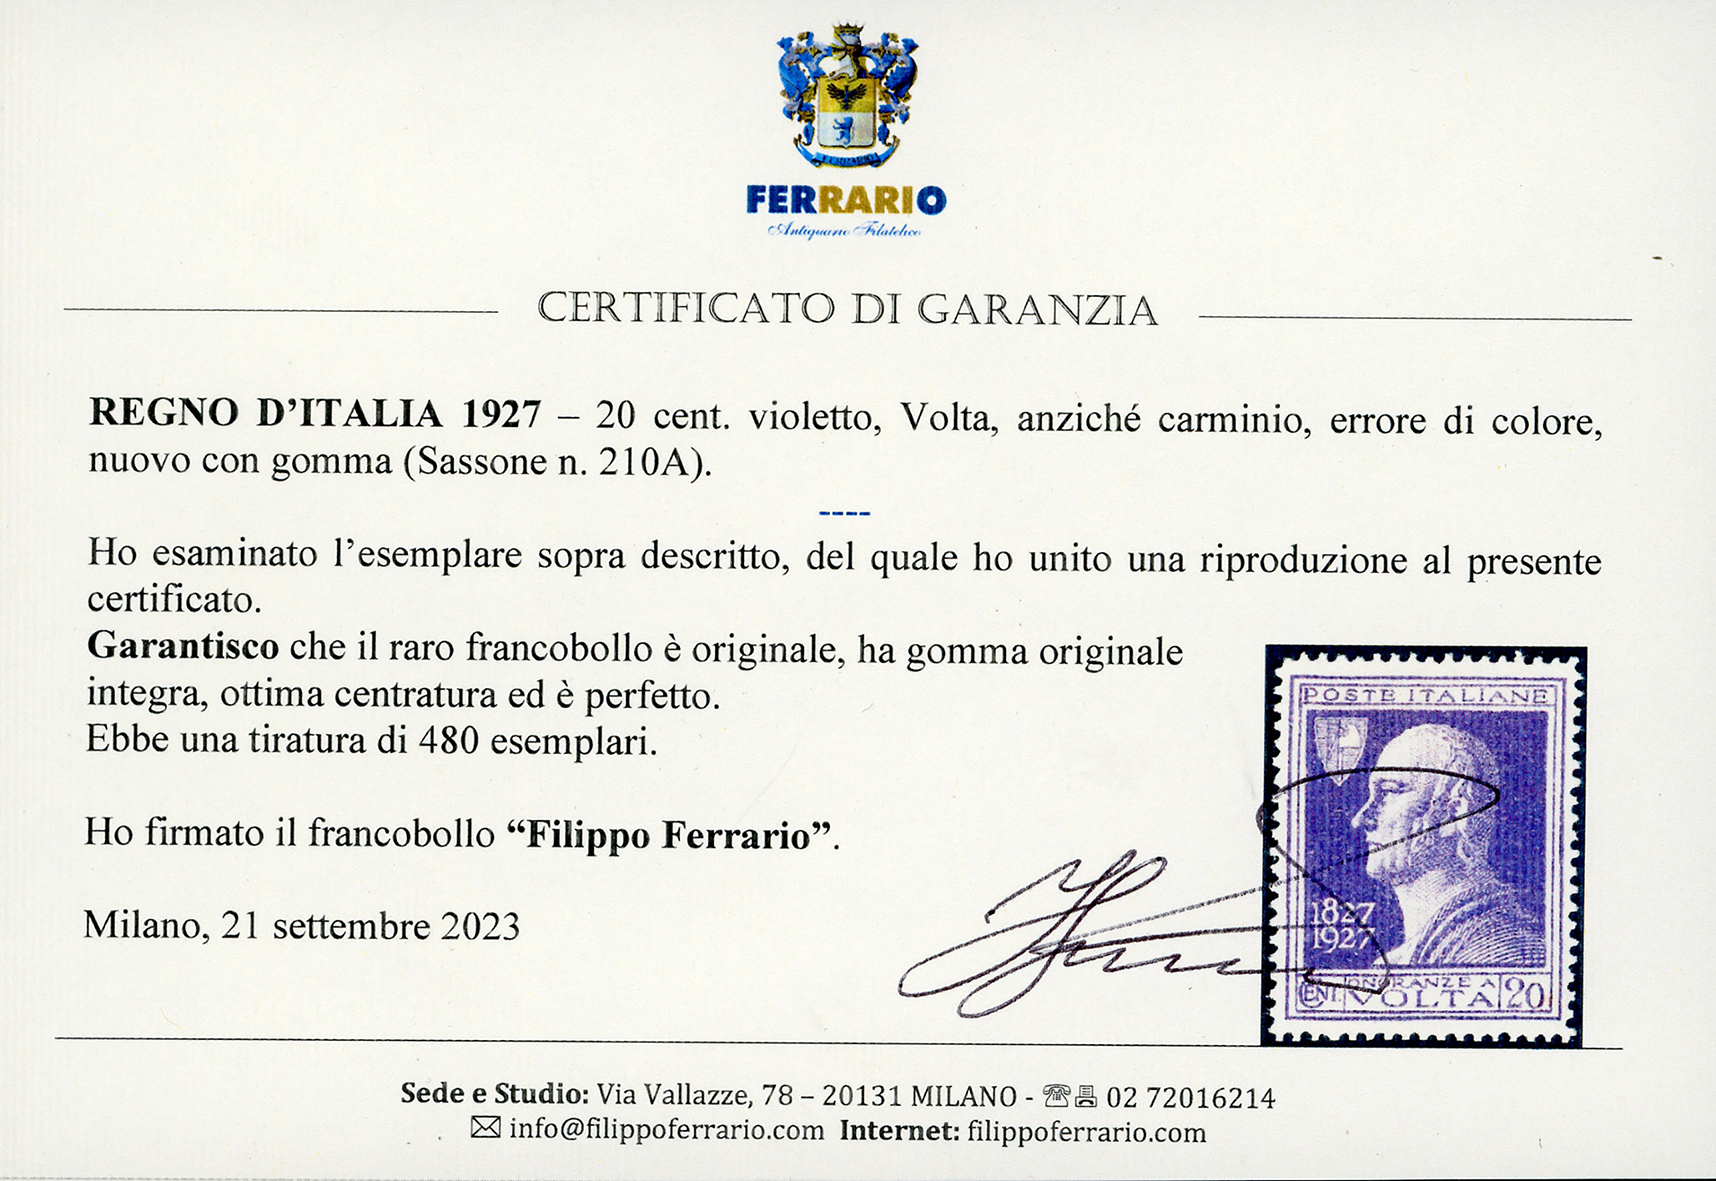 FERRARIO
Antiquario Filatelico
CERTIFICATO DI GARANZIA
REGNO D’ITALIA 1927 – 20 cent. violetto, Volta, anziché carminio, errore di colore,
nuovo con gomma (Sassone n. 210A).
----
Ho esaminato l’esemplare sopra descritto, del quale ho unito una riproduzione al presente
certificato.
Garantisco che il raro francobollo è originale, ha gomma originale
integra, ottima centratura ed è perfetto.
Ebbe una tiratura di 480 esemplari.
Ho firmato il francobollo “Filippo Ferrario”.
Milano, 21 settembre 2023
POSTE ITALIANE
1827
1927
CENT. ONORANZE A
VOLTA 20
Sede e Studio: Via Vallazze, 78 – 20131 MILANO - 02 72016214
info@filippoferrario.com Internet: filippoferrario.com